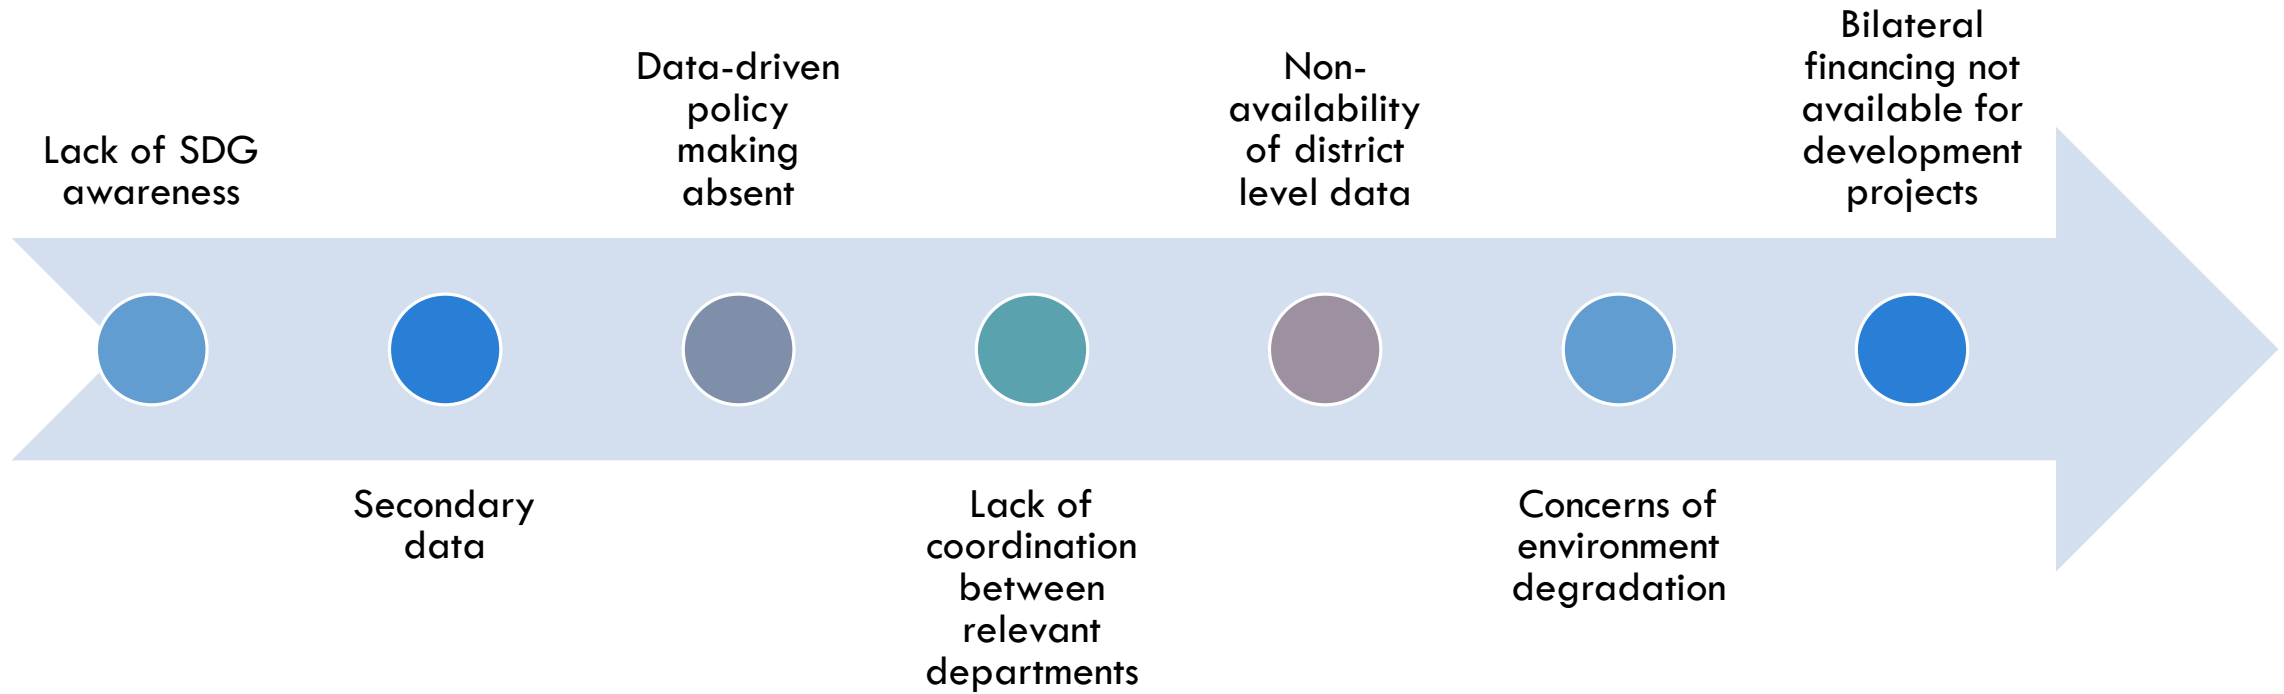 Lack of SDG
awareness
Secondary
data
Data-driven
policy
making
absent
Lack of
coordination
between
relevant
departments
Non-
availability
of district
level data
Concerns of
environment
degradation
Bilateral
financing not
available for
development
projects